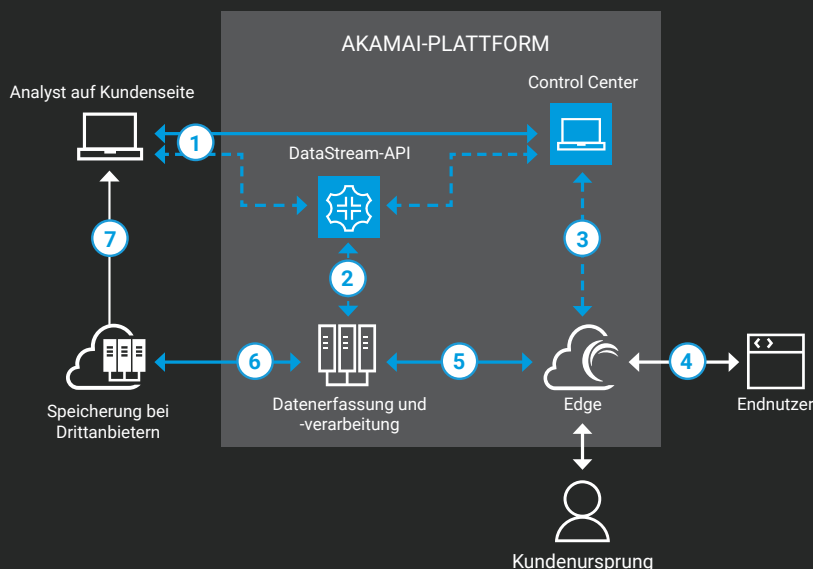 AKAMAI-PLATTFORM
Analyst auf Kundenseite
Control Center
1
DataStream-API
7
2
3
6
5
4
Speicherung bei
Drittanbietern
Datenerfassung und
-verarbeitung
Edge
Endnutzer
Kundenursprung